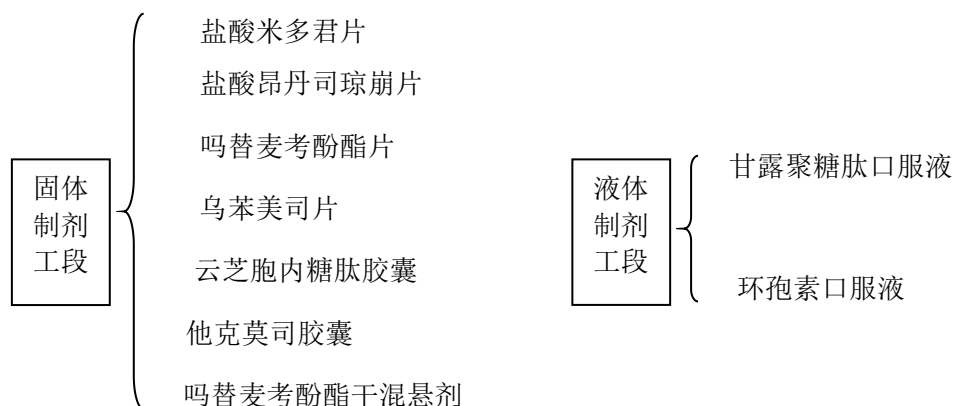 固体
制剂
工段
盐酸米多君片
盐酸昂丹司琼崩片
吗替麦考酚酯片
乌苯美司片
云芝胞内糖肽胶囊
他克莫司胶囊
吗替麦考酚酯干混悬剂
液体
制剂
工段
甘露聚糖肽口服液
环孢素口服液